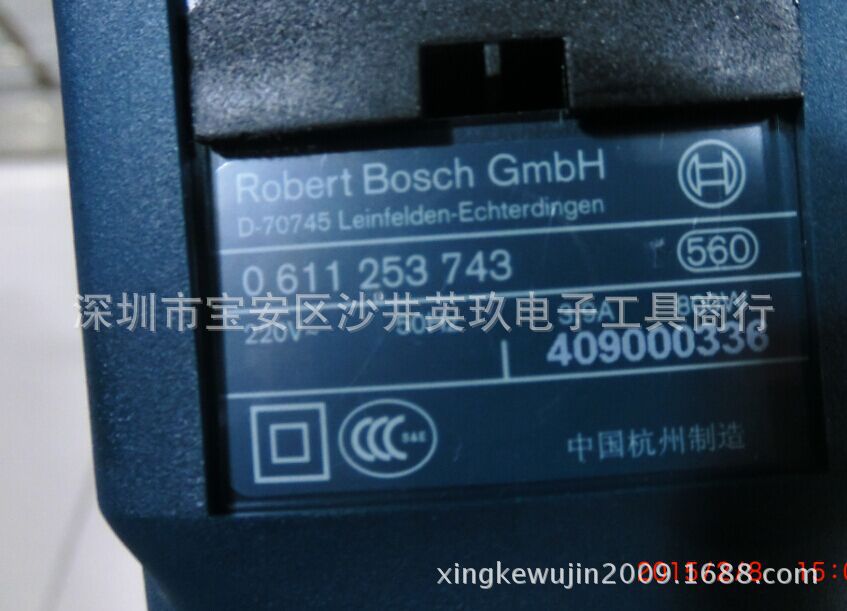 Robert Bosch GmbH
D-70745 Leinfelden-Echterdingen
0 611 253 743
560
深圳市宝安区沙井英玖电子工具商行
220V~
409000336
CCC S&E
中国杭州制造
xingkewujin2009.1688.com